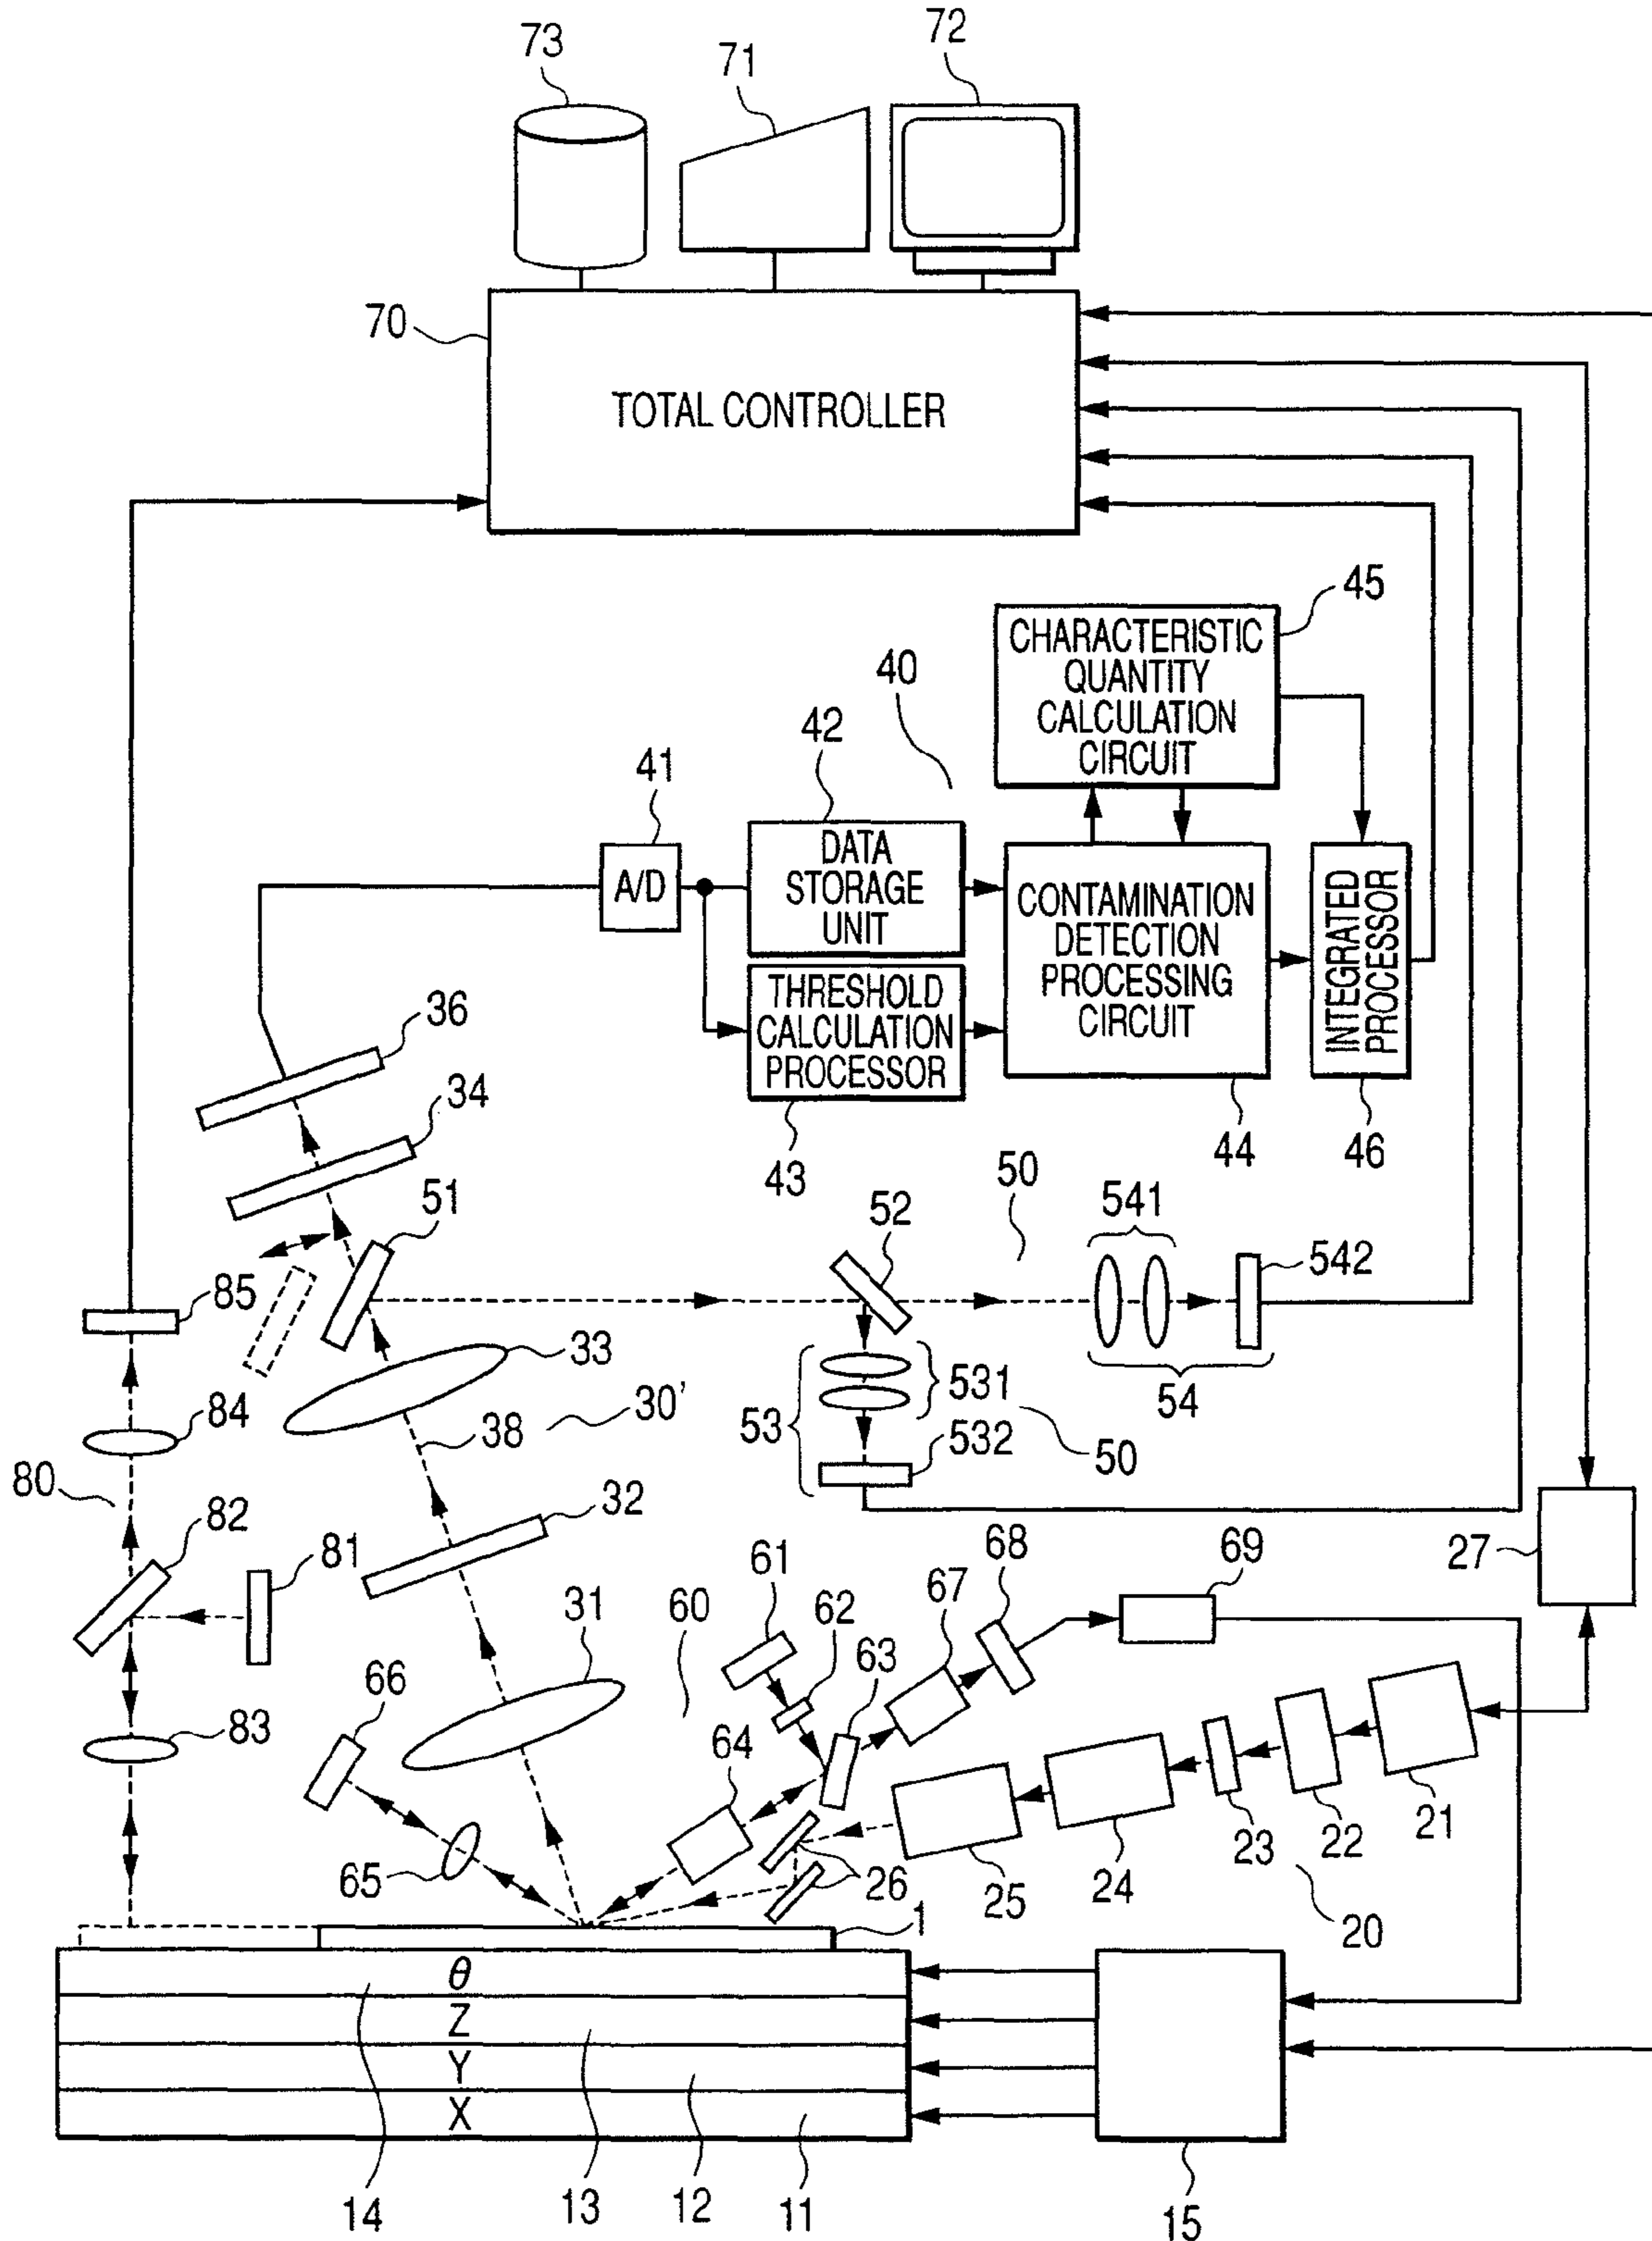 73
71
72
70
TOTAL CONTROLLER
45
CHARACTERISTIC
QUANTITY
CALCULATION
CIRCUIT
40
42
41
A/D
DATA
STORAGE
UNIT
CONTAMINATION
DETECTION
PROCESSING
CIRCUIT
INTEGRATED
PROCESSOR
THRESHOLD
CALCULATION
PROCESSOR
36
34
43
44
46
51
52
50
541
542
85
33
531
54
84
30'
53
38
532
50
80
32
82
81
61
68
69
27
31
60
62
67
63
66
83
64
65
26
25
24
23
22
21
20
1
θ
Z
Y
X
14
13
12
11
15